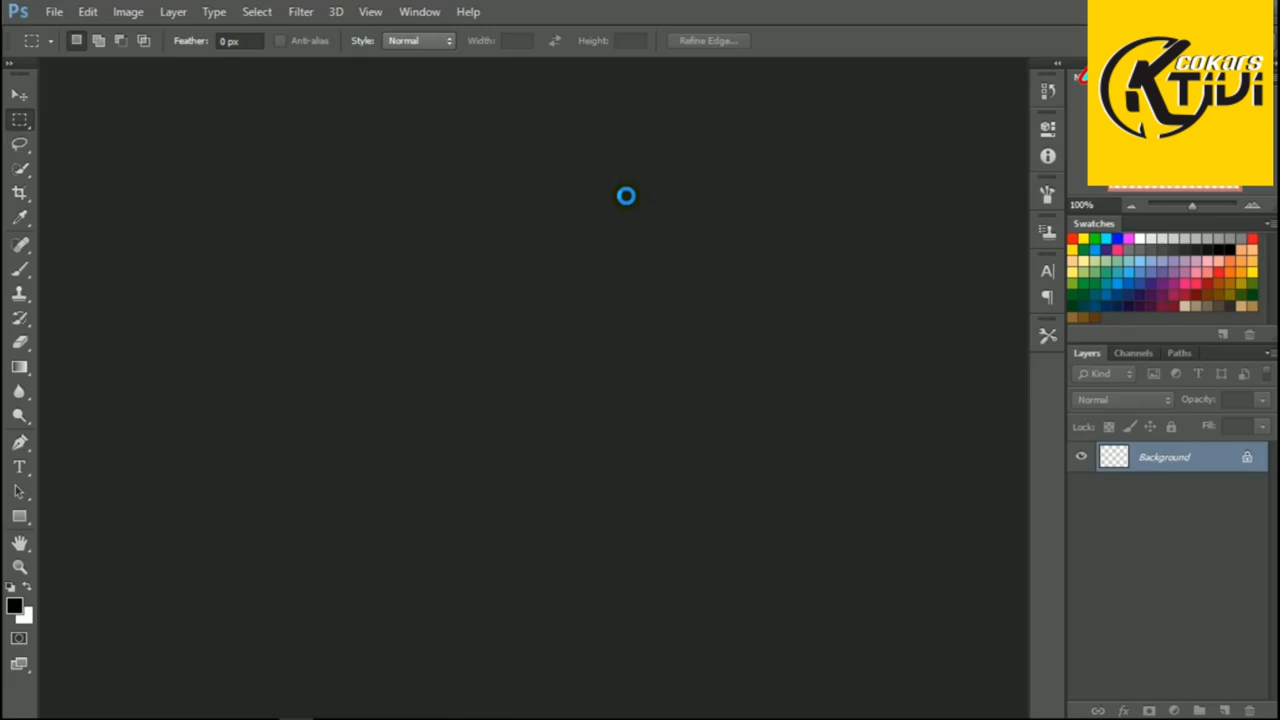 Ps File Edit Image Layer Type Select Filter 3D View Window Help
Feather: 0 px Anti-alias Style: Normal Width: Height: Refine Edge...
cokars
KTiVi
100%
Swatches
Layers Channels Paths
Kind
Normal Opacity:
Lock: Fill:
Background